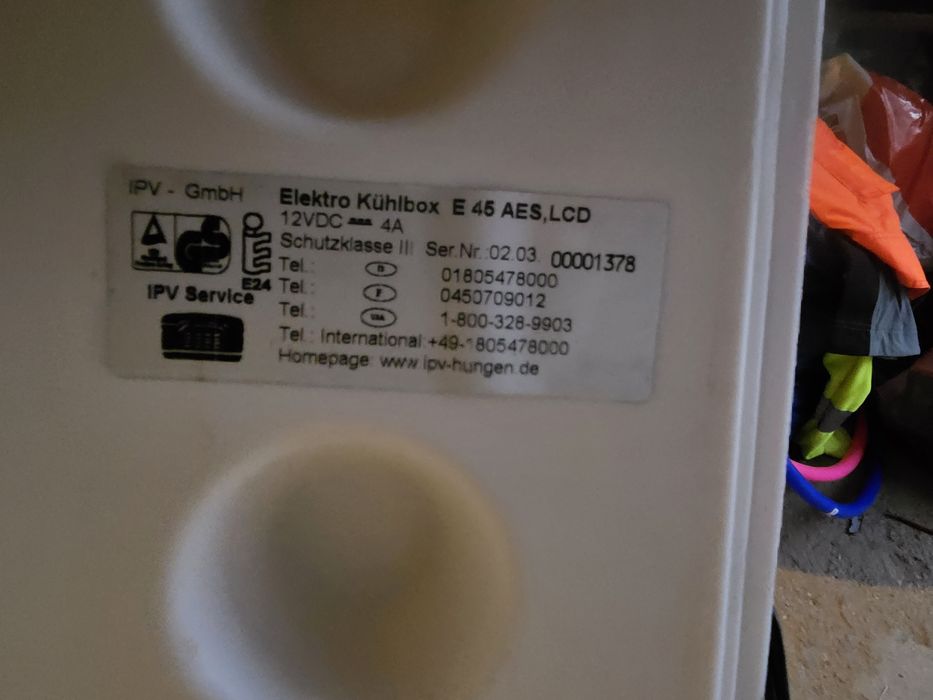 IPV - GmbH
Elektro Kühlbox E 45 AES,LCD
12VDC 4A
Schutzklasse III Ser.Nr.:02.03. 00001378
Tel.: D 01805478000
Tel.: F 0450709012
Tel.: USA 1-800-328-9903
Tel.: International:+49-1805478000
Homepage: www.ipv-hungen.de
E24
IPV Service